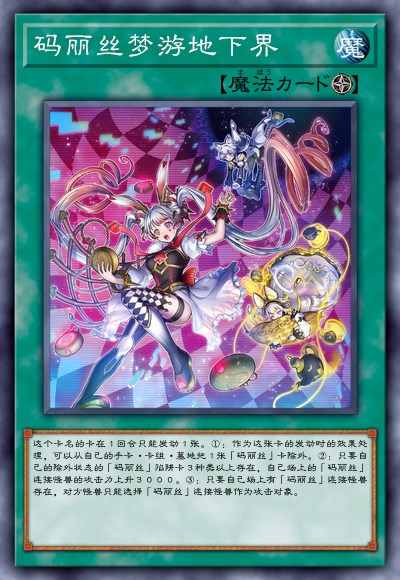 码丽丝梦游地下界
魔
【魔法カード】
ま ほう
这个卡名的卡在1回合只能发动1张。①：作为这张卡的发动时的效果处
理，可以从自己的手卡·卡组·墓地把1张「码丽丝」卡除外。②：只要自
己的除外状态的「码丽丝」陷阱卡3种类以上存在，自己场上的「码丽丝」
连接怪兽的攻击力上升3000。③：只要自己场上有「码丽丝」连接怪兽
存在，对方怪兽只能选择「码丽丝」连接怪兽作为攻击对象。